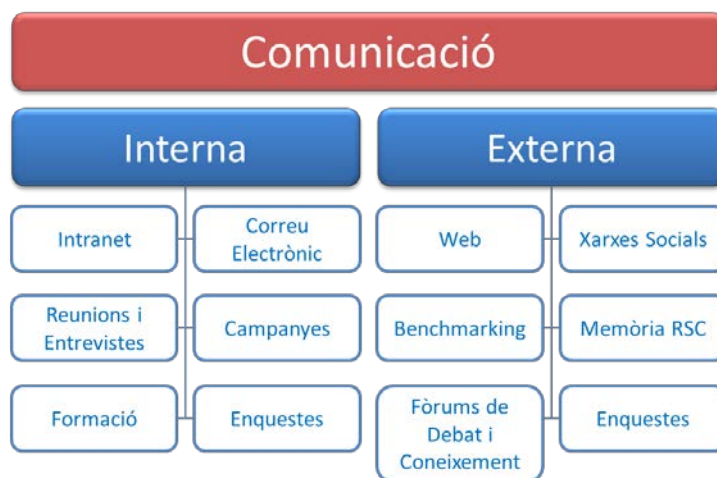 Comunicació
Interna
Externa
Intranet
Correu
Electrònic
Web
Xarxes Socials
Reunions i
Entrevistes
Campanyes
Benchmarking
Memòria RSC
Formació
Enquestes
Fòrums de
Debat i
Coneixement
Enquestes